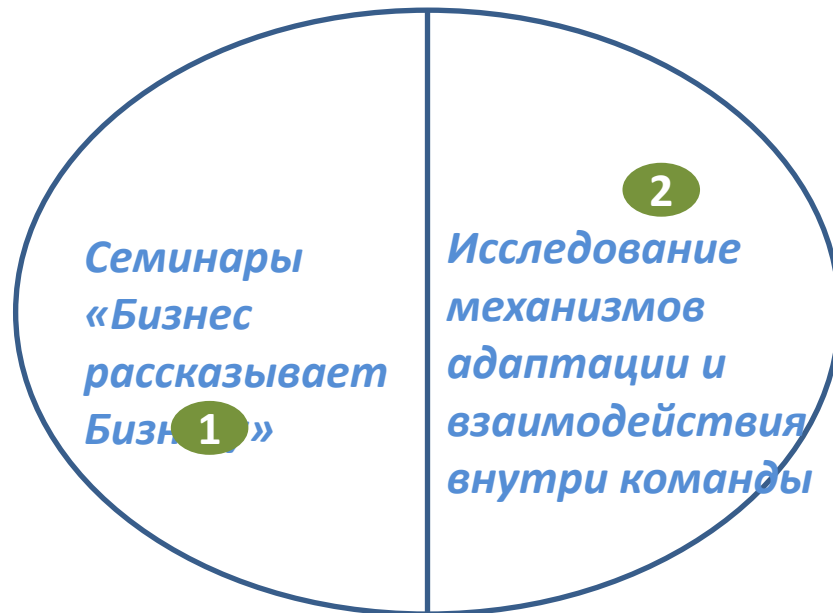 Семинары
«Бизнес
рассказывает
1
2
Исследование
механизмов
адаптации и
взаимодействия
внутри команды